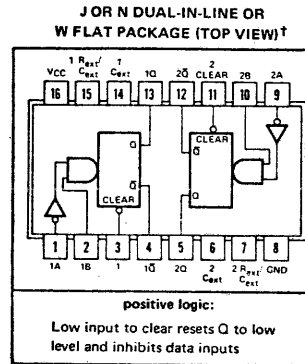 J OR N DUAL-IN-LINE OR
W FLAT PACKAGE (TOP VIEW)†
VCC 1 Rext/Cext 1 Cext 1Q 2Q̅ 2 CLEAR 2B 2A
16 15 14 13 12 11 10 9
Q Q̅ CLEAR
CLEAR Q̅ Q
1 2 3 4 5 6 7 8
1A 1B 1 1Q̅ 2Q 2 Cext 2 Rext/Cext GND
positive logic:
Low input to clear resets Q to low
level and inhibits data inputs